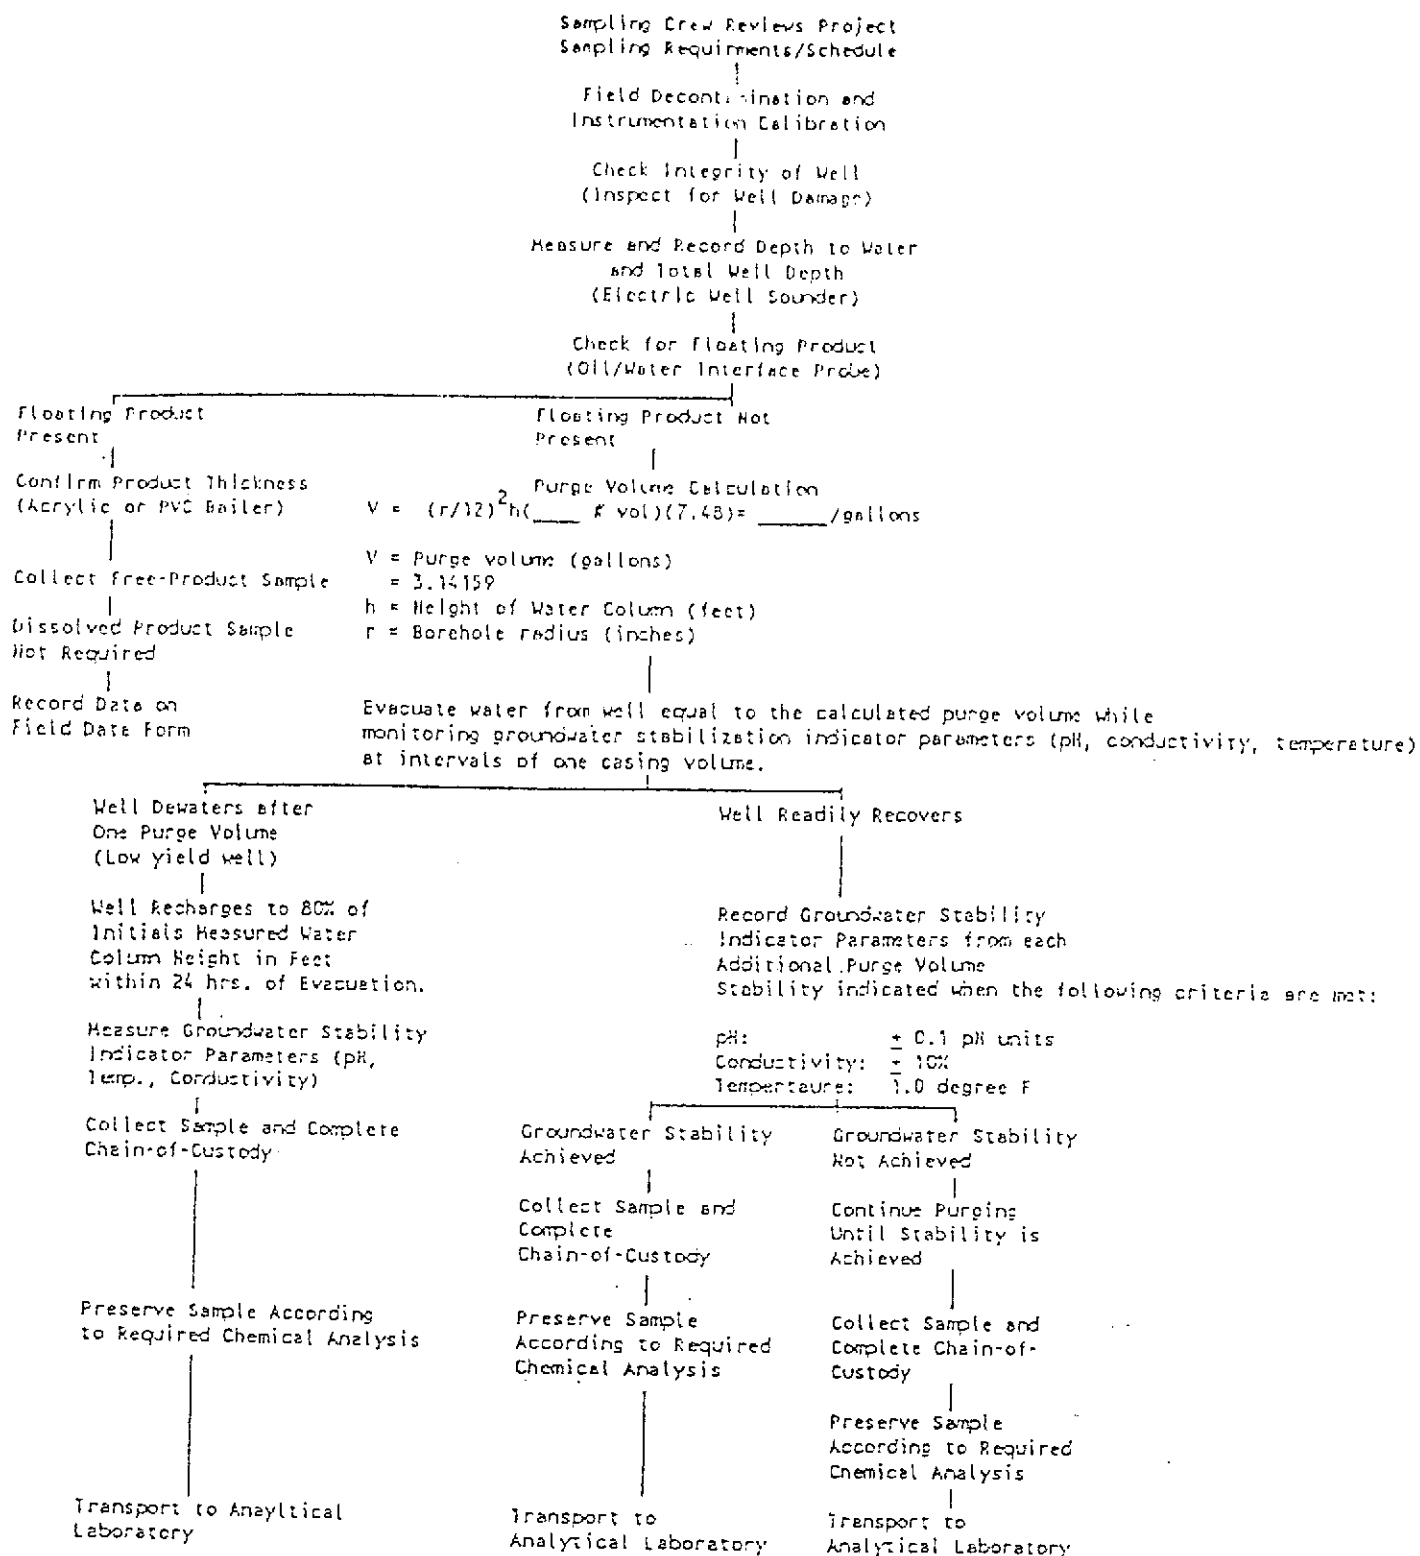 Sampling Crew Reviews Project
Sampling Requirments/Schedule
Field Decontamination and
Instrumentation Calibration
Check Integrity of Well
(Inspect for Well Damage)
Measure and Record Depth to Water
and Total Well Depth
(Electric Well Sounder)
Check for Floating Product
(Oil/Water Interface Probe)
Floating Product
Present
Confirm Product Thickness
(Acrylic or PVC Bailer)
Collect Free-Product Sample
Dissolved Product Sample
Not Required
Record Data on
Field Data Form
Floating Product Not
Present
Purge Volume Calculation
V = (r/12)²h(____ # vol)(7.48)= ______/gallons
V = Purge volume (gallons)
= 3.14159
h = Height of Water Column (feet)
r = Borehole radius (inches)
Evacuate water from well equal to the calculated purge volume while
monitoring groundwater stabilization indicator parameters (pH, conductivity, temperature)
at intervals of one casing volume.
Well Dewaters after
One Purge Volume
(Low yield well)
Well Recharges to 80% of
Initials Measured Water
Column Height in Feet
within 24 hrs. of Evacuation.
Measure Groundwater Stability
Indicator Parameters (pH,
Temp., Conductivity)
Collect Sample and Complete
Chain-of-Custody
Preserve Sample According
to Required Chemical Analysis
Transport to Anayltical
Laboratory
Well Readily Recovers
Record Groundwater Stability
Indicator Parameters from each
Additional Purge Volume
Stability indicated when the following criteria are met:
pH: ± 0.1 pH units
Conductivity: ± 10%
Tempertaure: 1.0 degree F
Groundwater Stability
Achieved
Collect Sample and
Complete
Chain-of-Custody
Preserve Sample
According to Required
Chemical Analysis
Transport to
Analytical Laboratory
Groundwater Stability
Not Achieved
Continue Purging
Until Stability is
Achieved
Collect Sample and
Complete Chain-of-
Custody
Preserve Sample
According to Required
Chemical Analysis
Transport to
Analytical Laboratory